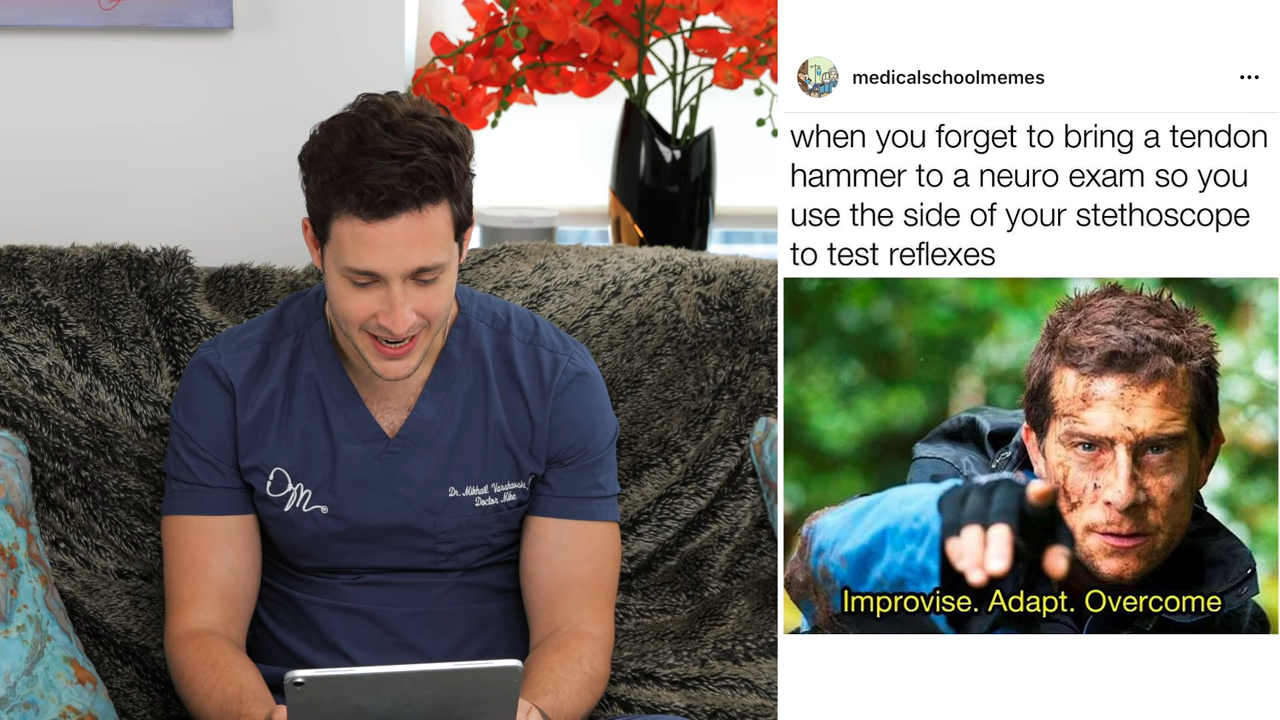 DM
Dr. Mikhail Varshavski,
Doctor Mike
medicalschoolmemes
when you forget to bring a tendon
hammer to a neuro exam so you
use the side of your stethoscope
to test reflexes
Improvise. Adapt. Overcome